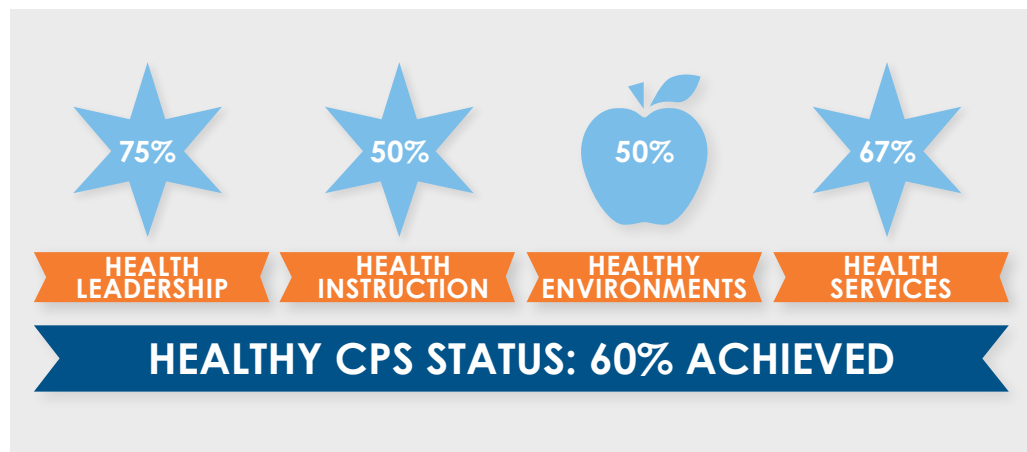 75%
50%
50%
67%
HEALTH
LEADERSHIP
HEALTH
INSTRUCTION
HEALTHY
ENVIRONMENTS
HEALTH
SERVICES
HEALTHY CPS STATUS: 60% ACHIEVED